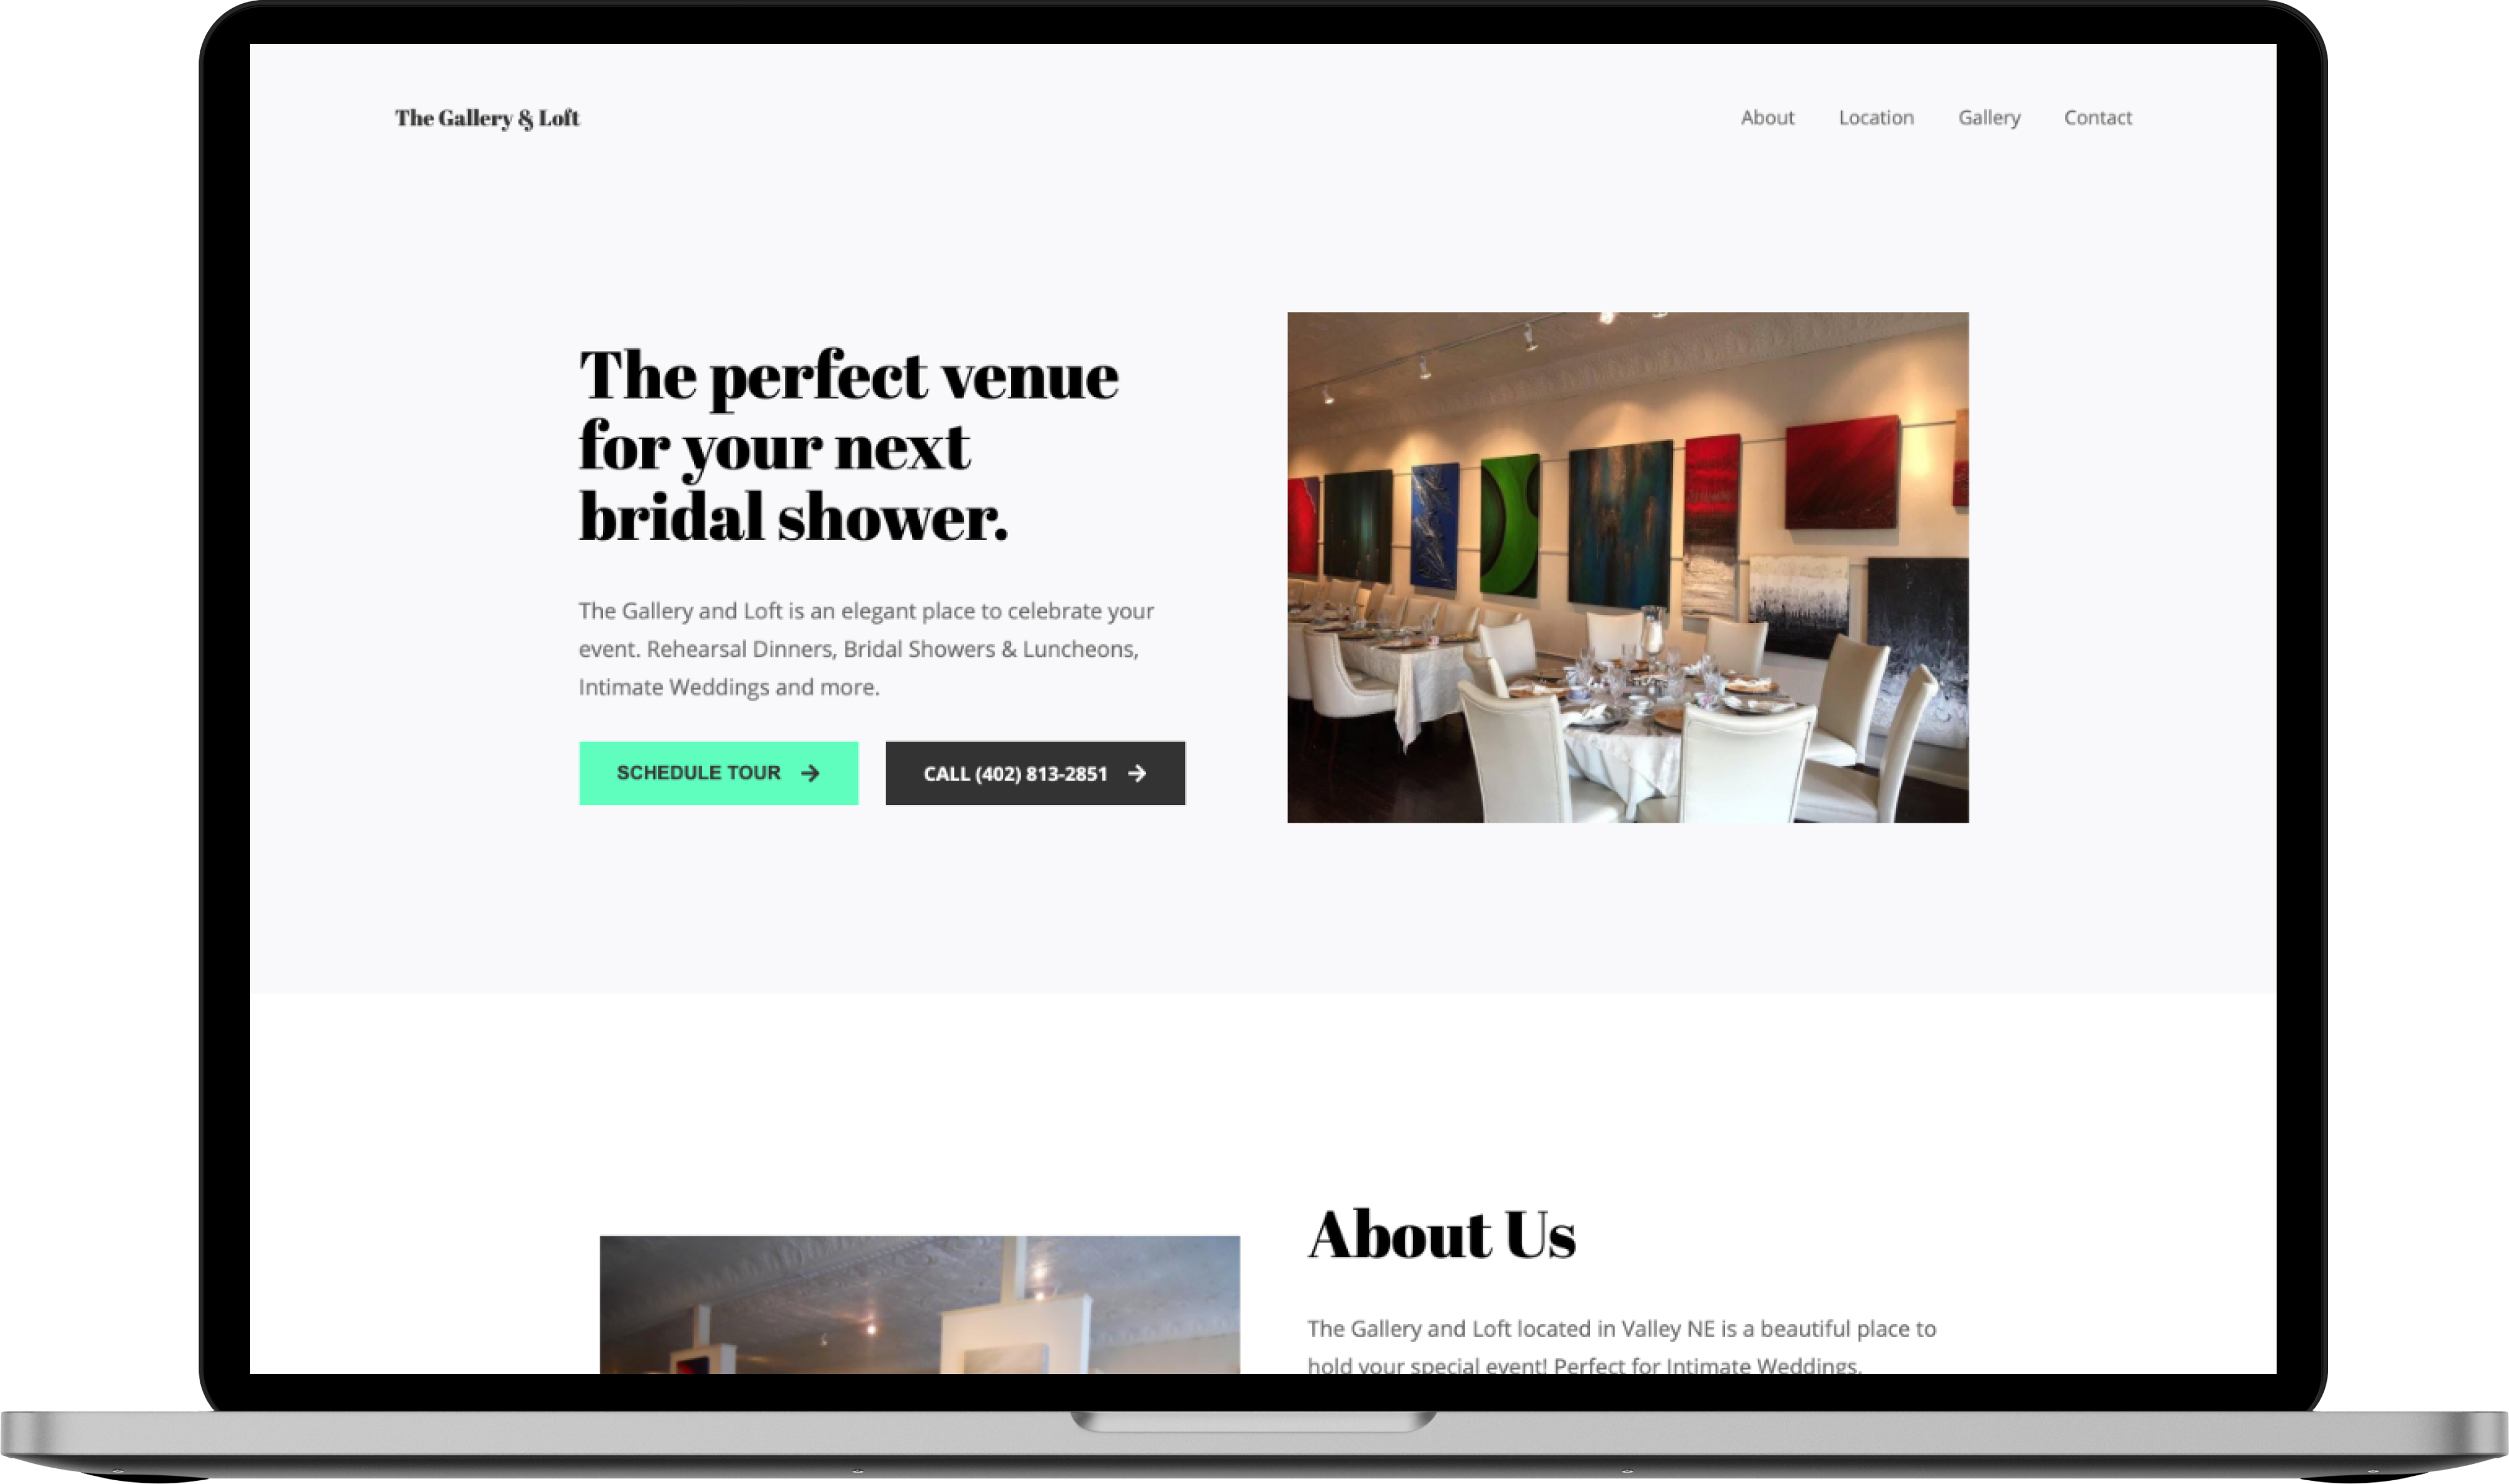 The Gallery & Loft
About Location Gallery Contact
The perfect venue
for your next
bridal shower.
The Gallery and Loft is an elegant place to celebrate your
event. Rehearsal Dinners, Bridal Showers & Luncheons,
Intimate Weddings and more.
SCHEDULE TOUR →
CALL (402) 813-2851 →
About Us
The Gallery and Loft located in Valley NE is a beautiful place to
hold your special event! Perfect for Intimate Weddings,